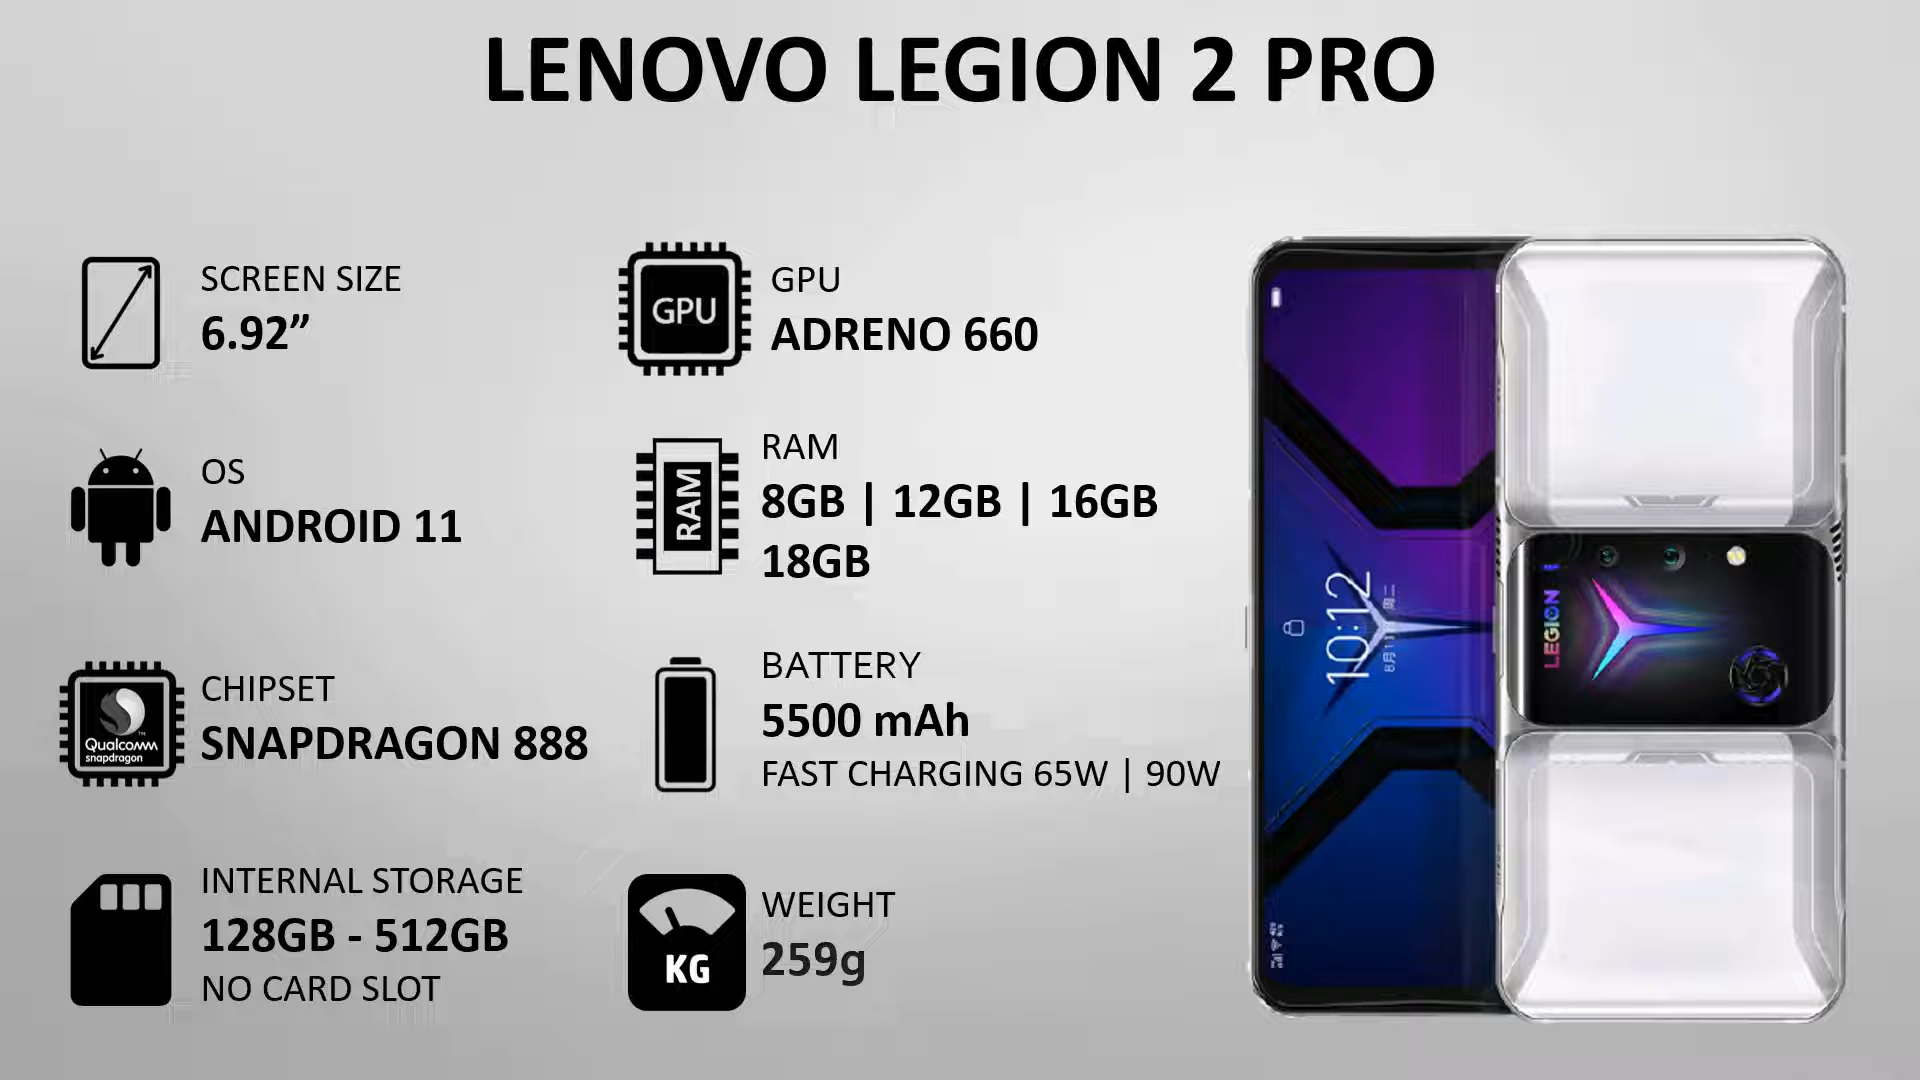 LENOVO LEGION 2 PRO
SCREEN SIZE
6.92”
OS
ANDROID 11
Qualcomm
snapdragon
TM
CHIPSET
SNAPDRAGON 888
INTERNAL STORAGE
128GB - 512GB
NO CARD SLOT
GPU
GPU
ADRENO 660
RAM
RAM
8GB | 12GB | 16GB
18GB
BATTERY
5500 mAh
FAST CHARGING 65W | 90W
KG
WEIGHT
259g
10:12
LEGION